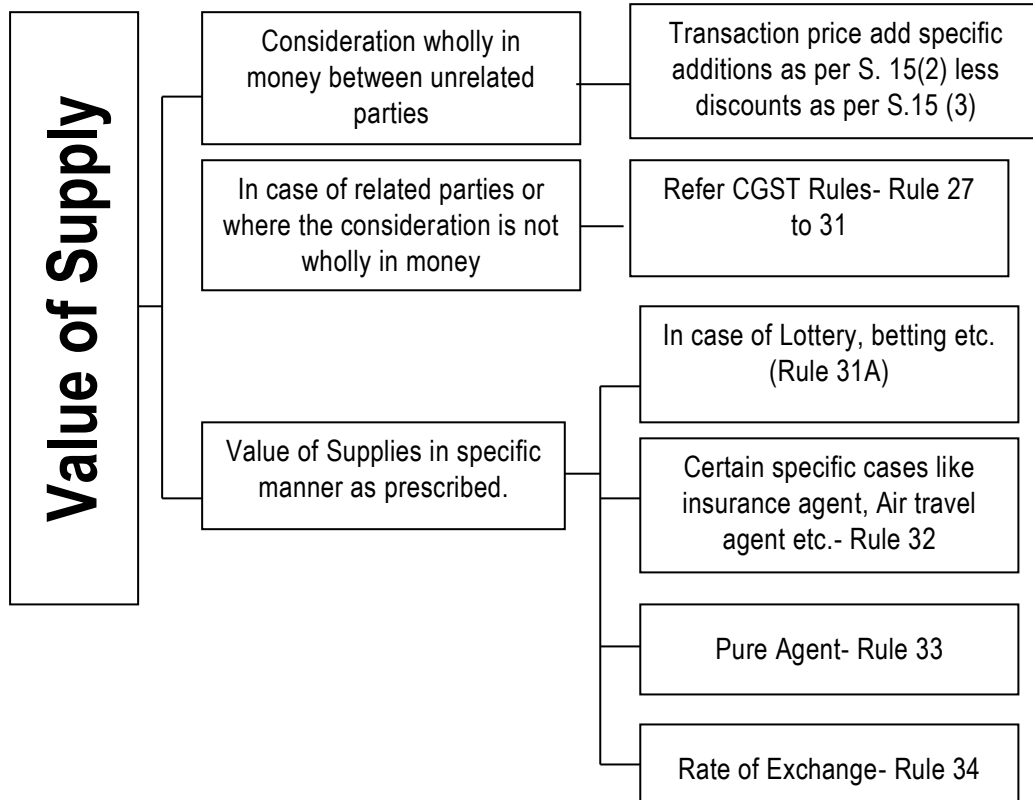 Value of Supply
Consideration wholly in
money between unrelated
parties
Transaction price add specific
additions as per S. 15(2) less
discounts as per S.15 (3)
In case of related parties or
where the consideration is not
wholly in money
Refer CGST Rules- Rule 27
to 31
Value of Supplies in specific
manner as prescribed.
In case of Lottery, betting etc.
(Rule 31A)
Certain specific cases like
insurance agent, Air travel
agent etc.- Rule 32
Pure Agent- Rule 33
Rate of Exchange- Rule 34